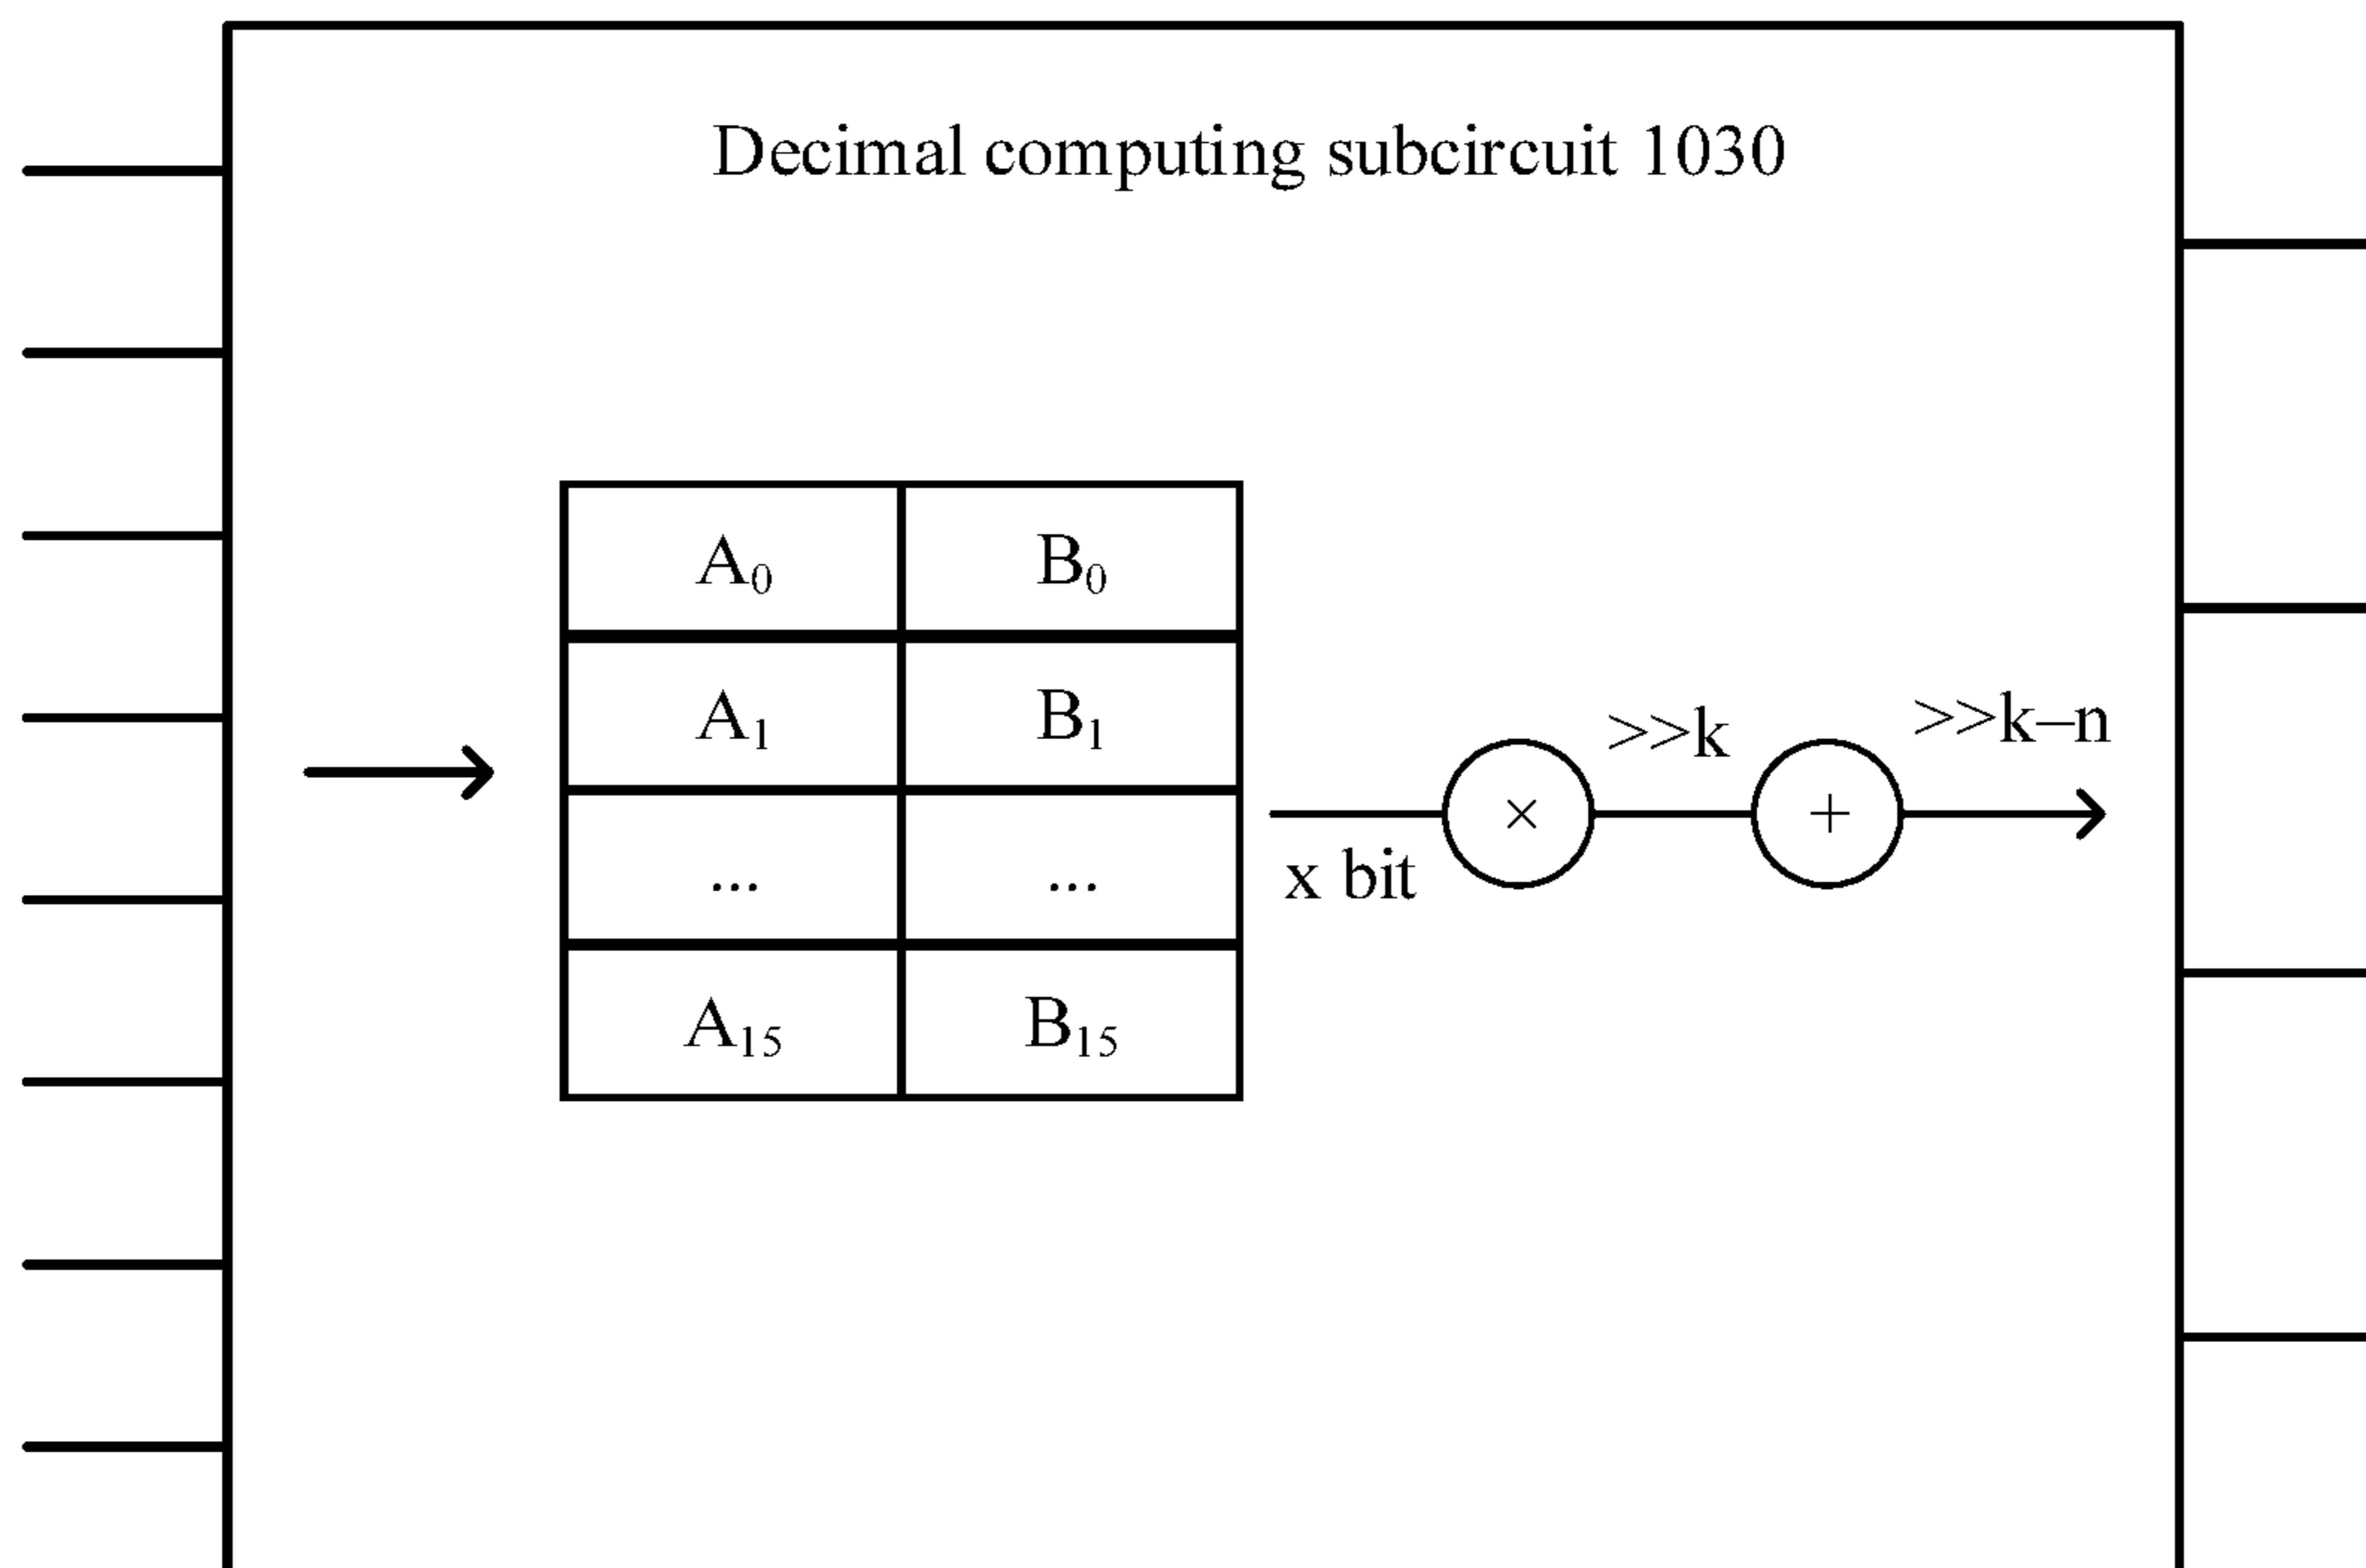 Decimal computing subcircuit 1030
A₀ B₀
A₁ B₁
... ...
A₁₅ B₁₅
x bit
×
>>k
+
>>k–n